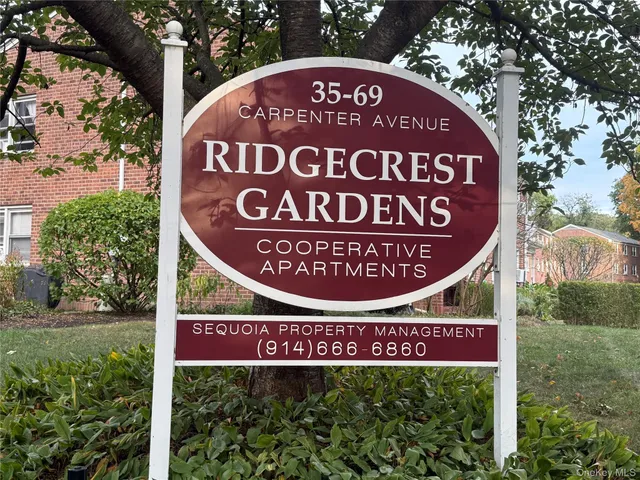 35-69
CARPENTER AVENUE
RIDGECREST
GARDENS
COOPERATIVE
APARTMENTS
SEQUOIA PROPERTY MANAGEMENT
(914)666-6860
OneKey MLS